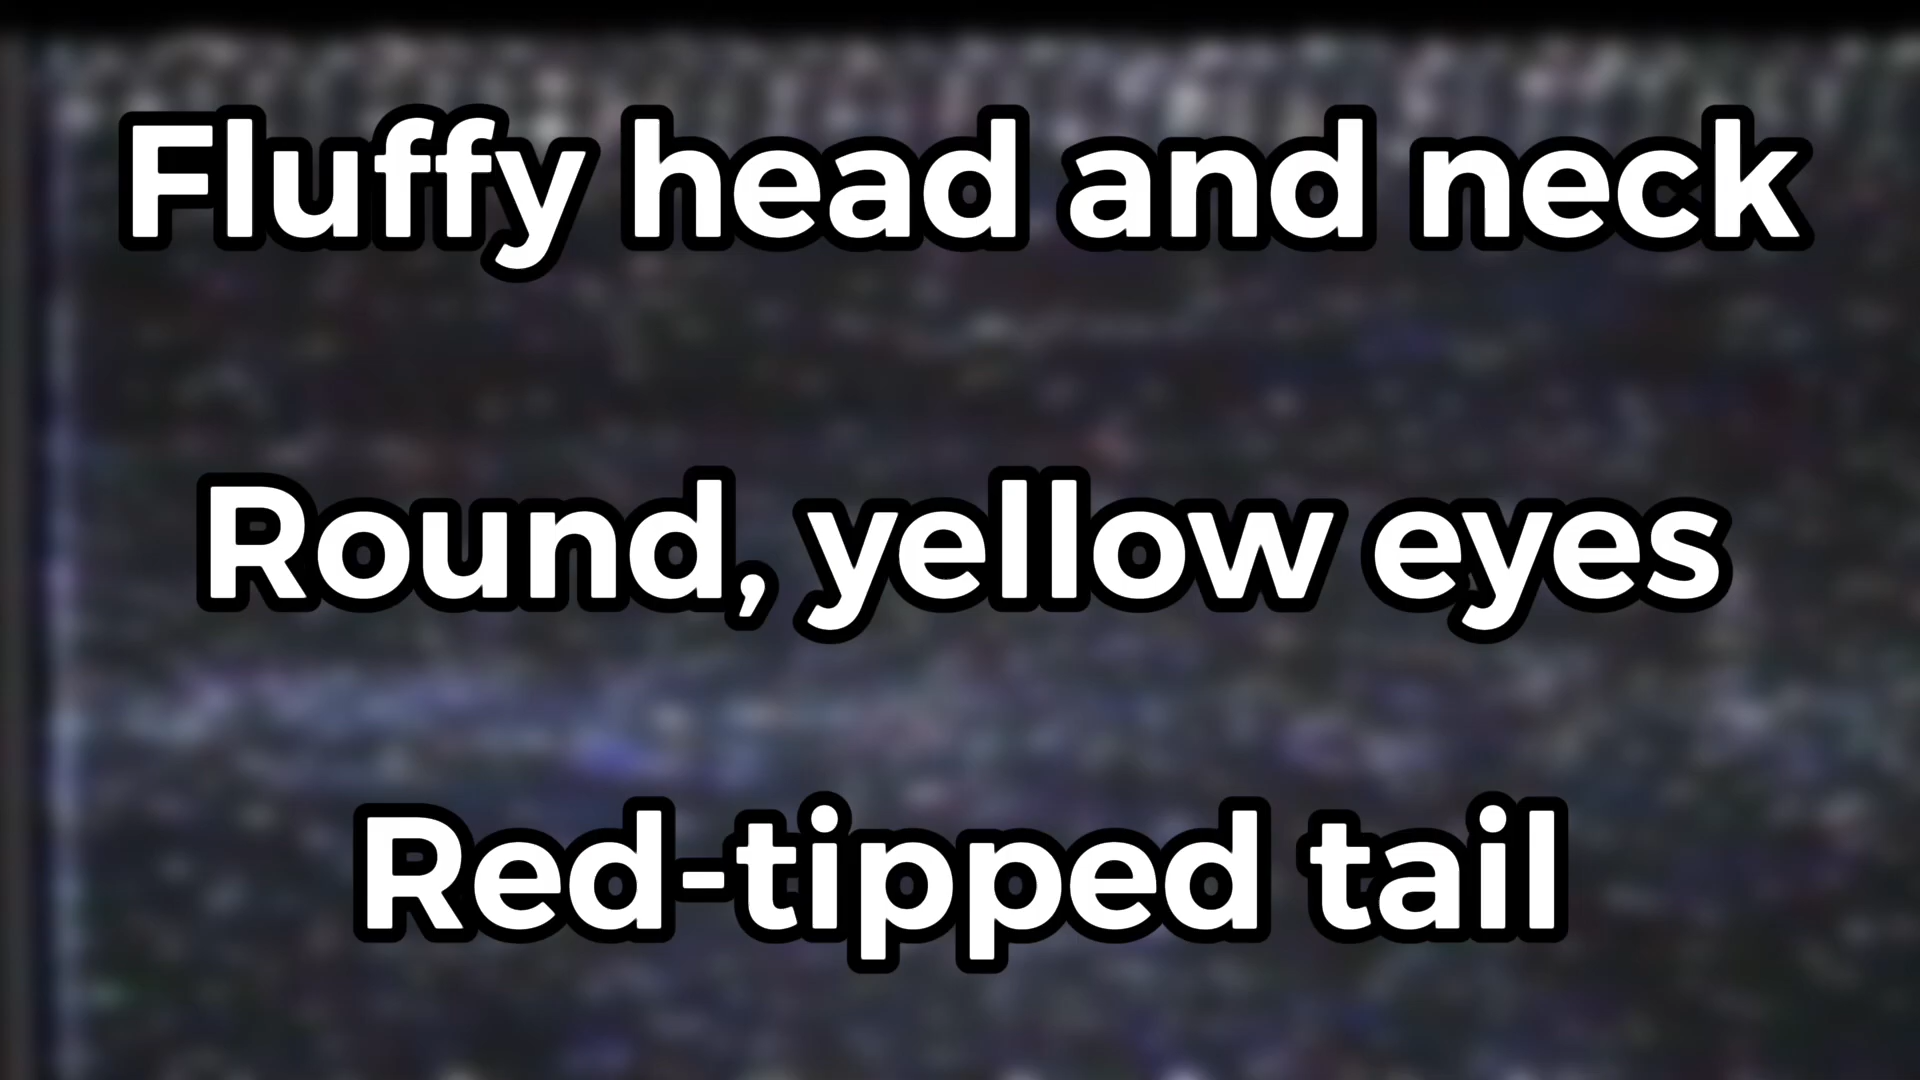 Fluffy head and neck
Round, yellow eyes
Red-tipped tail